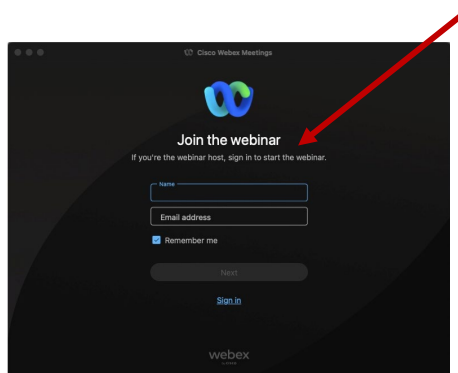 Cisco Webex Meetings
Join the webinar
If you're the webinar host, sign in to start the webinar.
Name
Email address
Remember me
Next
Sign in
webex